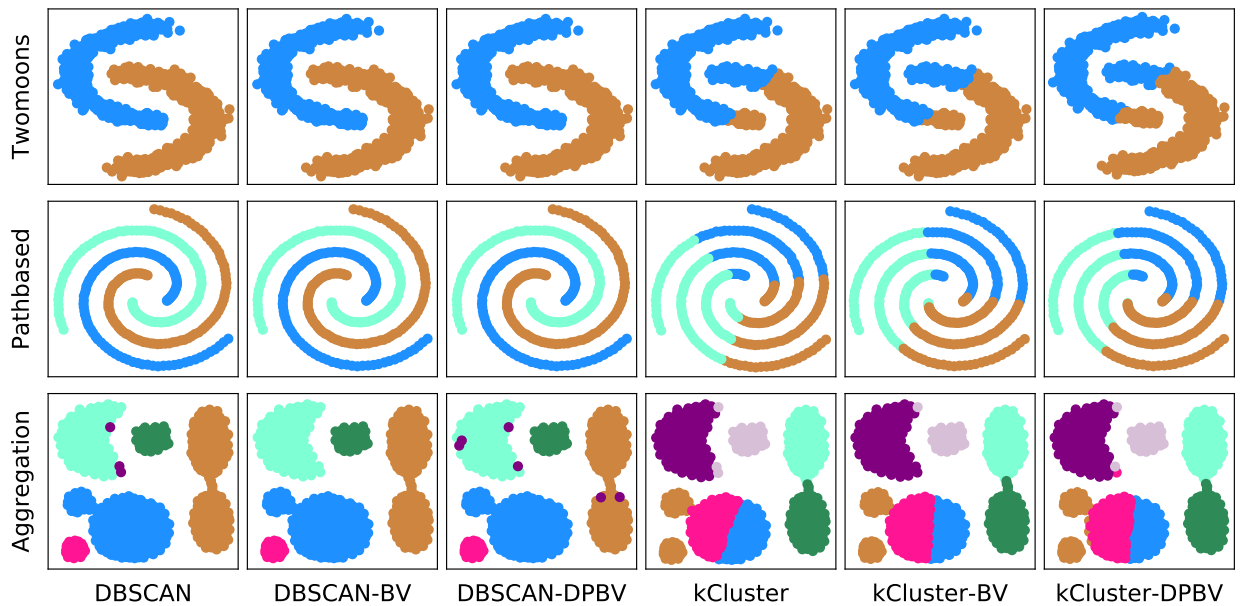 Twomoons
Pathbased
Aggregation
DBSCAN
DBSCAN-BV
DBSCAN-DPBV
kCluster
kCluster-BV
kCluster-DPBV